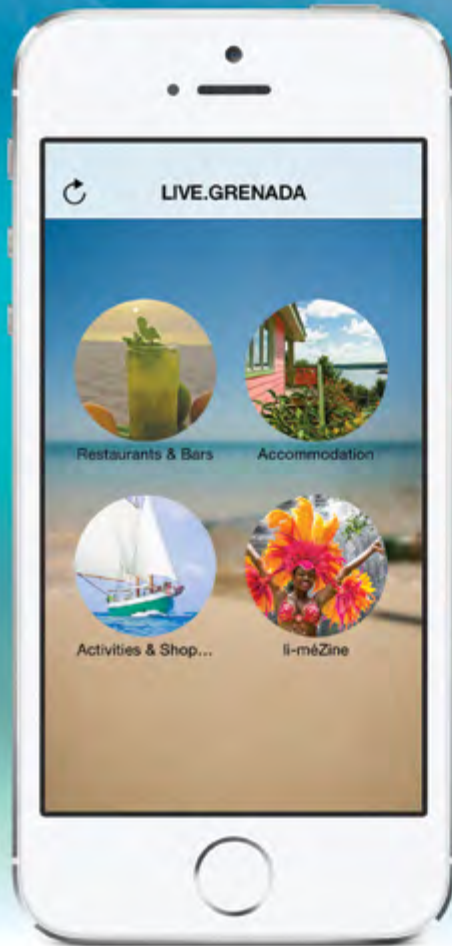 LIVE.GRENADA
Restaurants & Bars
Accommodation
Activities & Shop...
li-méZine